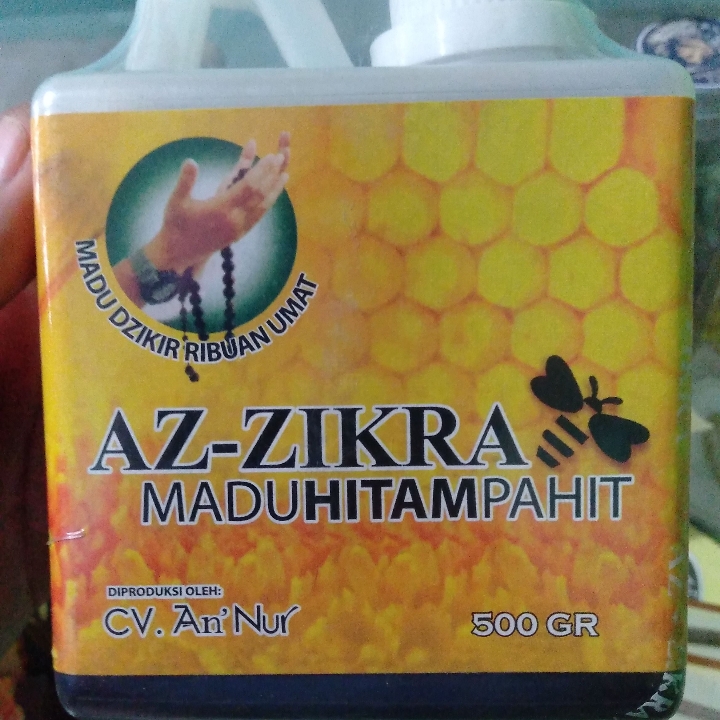 MADU DZIKIR RIBUAN UMAT
AZ-ZIKRA
MADUHITAMPAHIT
DIPRODUKSI OLEH:
CV. An' Nur
500 GR